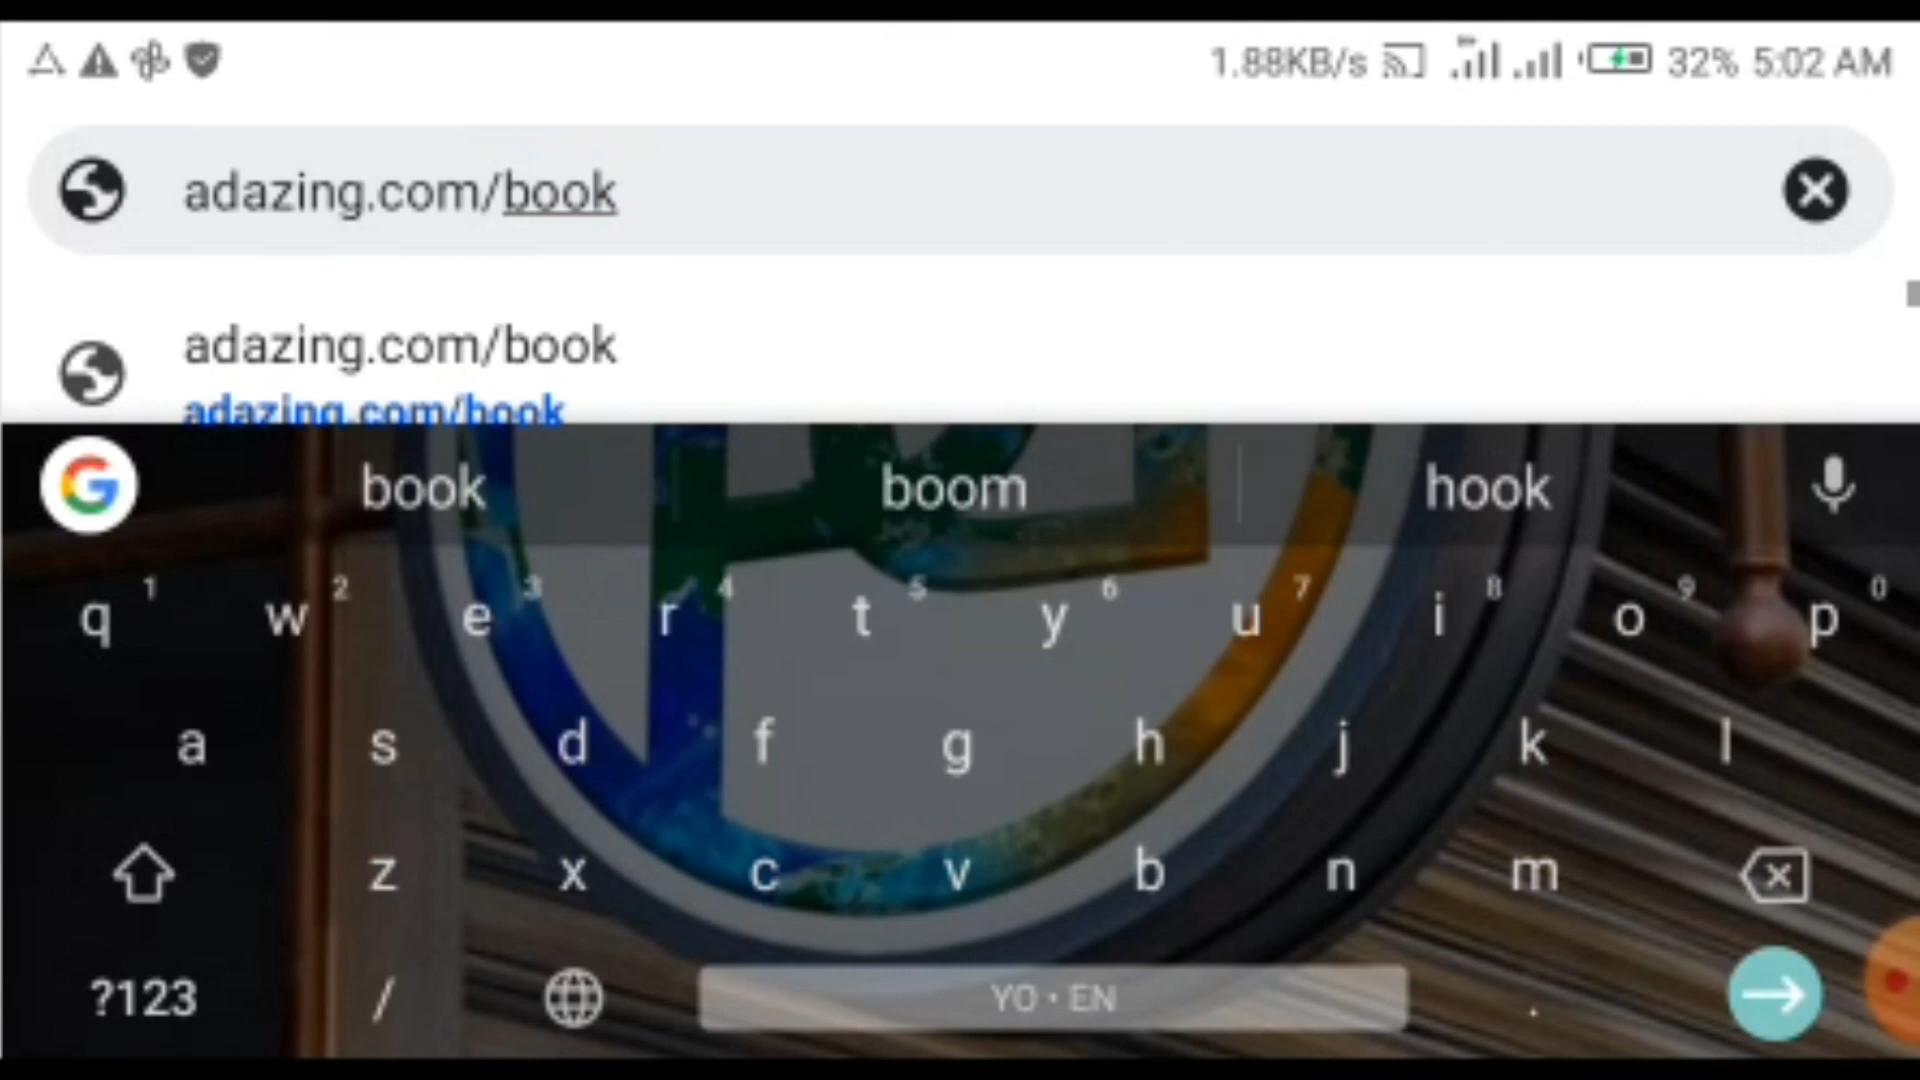 1.88KB/s 32% 5:02 AM
adazing.com/book
adazing.com/book
adazing.com/book
G book boom hook
q 1 w 2 e 3 r 4 t 5 y 6 u 7 i 8 o 9 p 0
a s d f g h j k l
z x c v b n m
?123 / YO • EN .